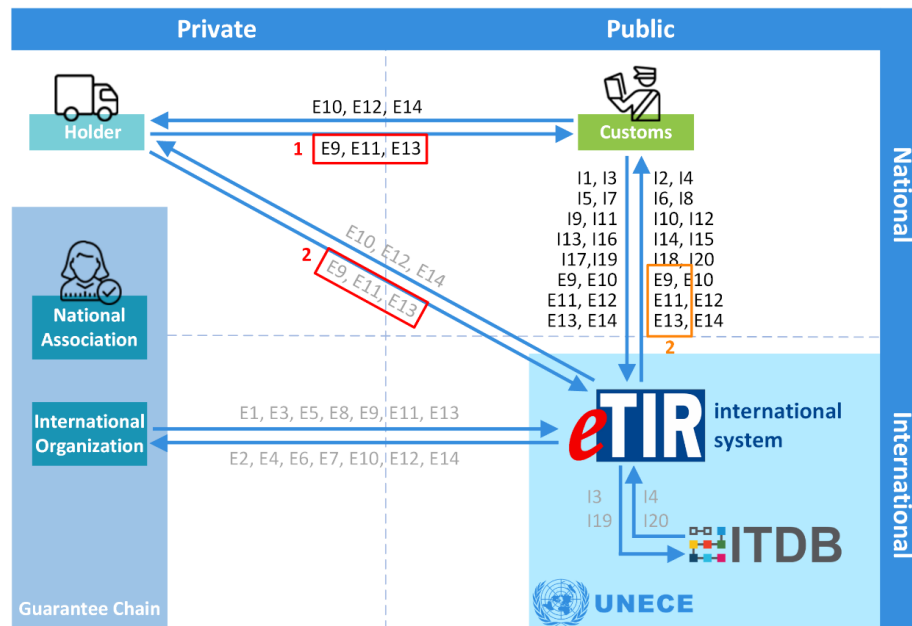 Private
Public
National
International
Holder
Customs
E10, E12, E14
1
E9, E11, E13
I1, I3
I5, I7
I9, I11
I13, I16
I17, I19
E9, E10
E11, E12
E13, E14
I2, I4
I6, I8
I10, I12
I14, I15
I18, I20
E9, E10
E11, E12
E13, E14
2
E10, E12, E14
2
E9, E11, E13
National
Association
International
Organization
E1, E3, E5, E8, E9, E11, E13
E2, E4, E6, E7, E10, E12, E14
eTIR
international
system
I3
I19
I4
I20
ITDB
Guarantee Chain
UNECE